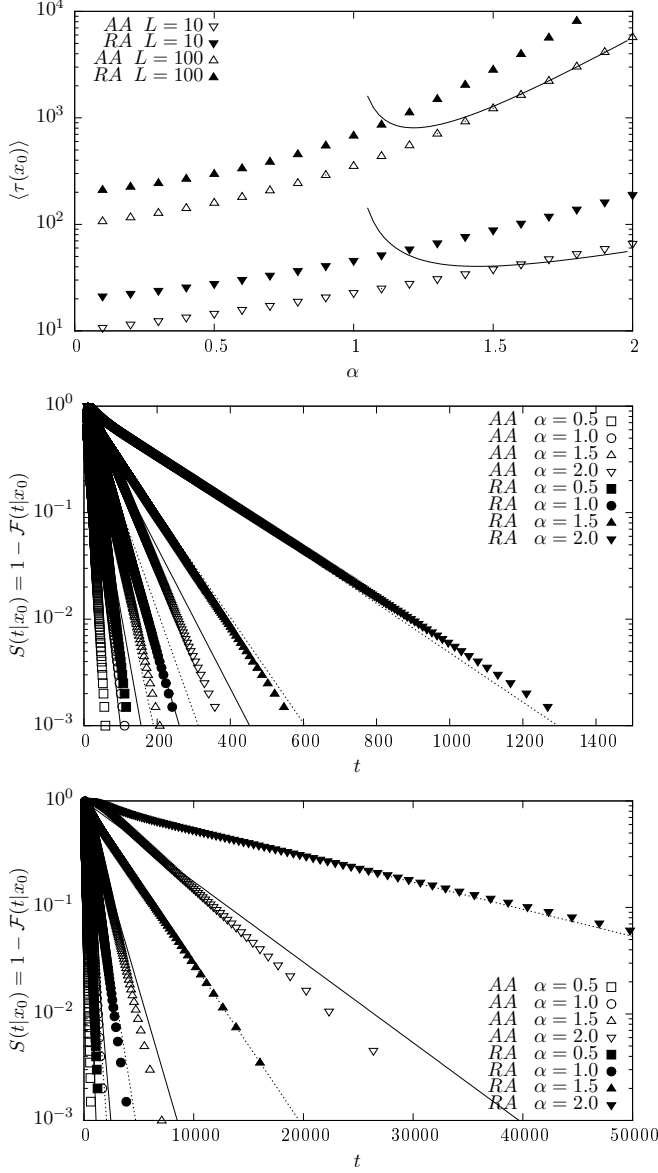 10^4
10^3
10^2
10^1
⟨τ(x_0)⟩
AA L = 10
RA L = 10
AA L = 100
RA L = 100
0 0.5 1 1.5 2
α
10^0
10^{-1}
10^{-2}
10^{-3}
S(t|x_0) = 1 − F(t|x_0)
AA α = 0.5
AA α = 1.0
AA α = 1.5
AA α = 2.0
RA α = 0.5
RA α = 1.0
RA α = 1.5
RA α = 2.0
0 200 400 600 800 1000 1200 1400
t
10^0
10^{-1}
10^{-2}
10^{-3}
S(t|x_0) = 1 − F(t|x_0)
AA α = 0.5
AA α = 1.0
AA α = 1.5
AA α = 2.0
RA α = 0.5
RA α = 1.0
RA α = 1.5
RA α = 2.0
0 10000 20000 30000 40000 50000
t